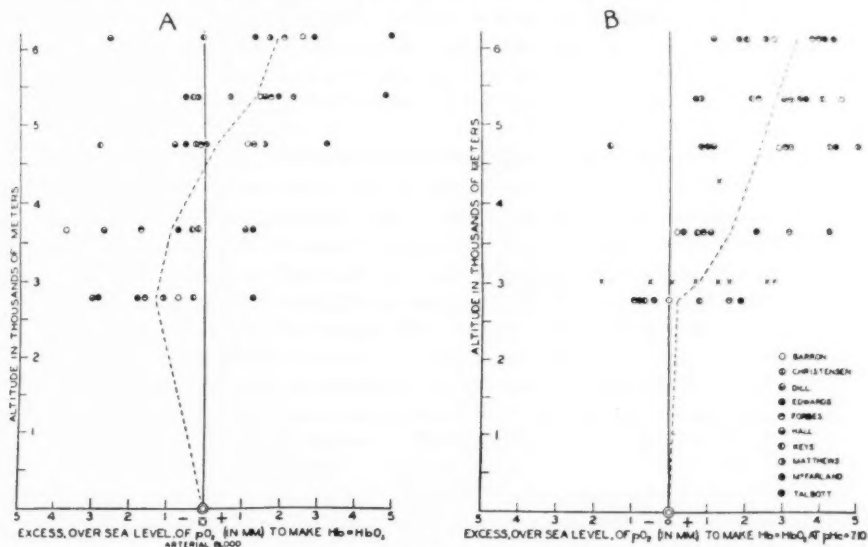 A
B
ALTITUDE IN THOUSANDS OF METERS
6
5
4
3
2
1
5 4 3 2 1 0 1 2 3 4 5
− +
EXCESS, OVER SEA LEVEL, OF pO₂ (IN MM) TO MAKE Hb=HbO₂
ARTERIAL BLOOD
ALTITUDE IN THOUSANDS OF METERS
6
5
4
3
2
1
5 4 3 2 1 0 1 2 3 4 5
− +
EXCESS, OVER SEA LEVEL, OF pO₂ (IN MM) TO MAKE Hb=HbO₂ AT pHc=7.10
BARRON
CHRISTENSEN
DILL
EDWARDS
FORBES
HALL
KEYS
MATTHEWS
McFARLAND
TALBOTT